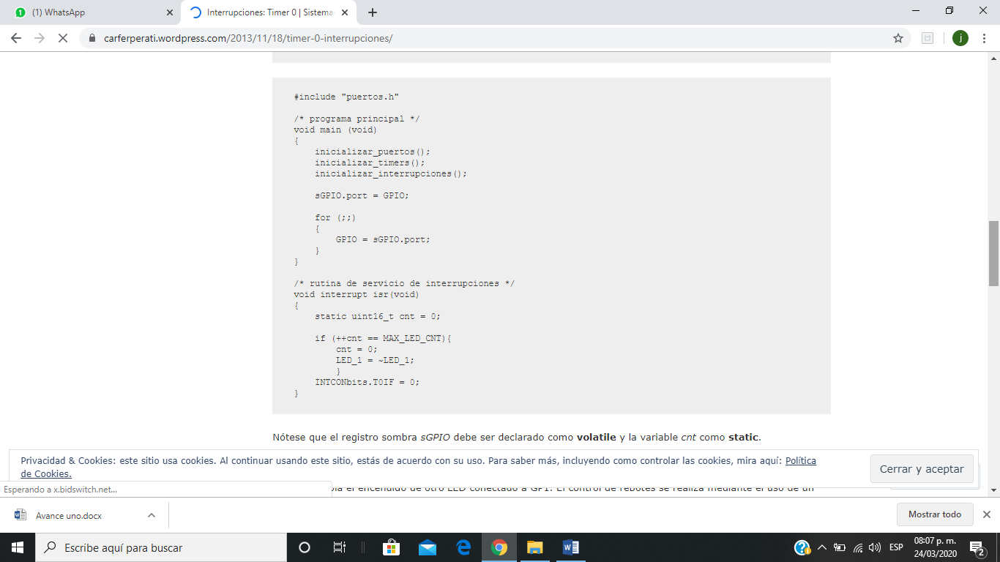 (1) WhatsApp
Interrupciones: Timer 0 | Sistema
carferperati.wordpress.com/2013/11/18/timer-0-interrupciones/
j
#include "puertos.h"
/* programa principal */
void main (void)
{
inicializar_puertos();
inicializar_timers();
inicializar_interrupciones();
sGPIO.port = GPIO;
for (;;)
{
GPIO = sGPIO.port;
}
}
/* rutina de servicio de interrupciones */
void interrupt isr(void)
{
static uint16_t cnt = 0;
if (++cnt == MAX_LED_CNT){
cnt = 0;
LED_1 = ~LED_1;
}
INTCONbits.T0IF = 0;
}
Nótese que el registro sombra sGPIO debe ser declarado como volatile y la variable cnt como static.
Privacidad & Cookies: este sitio usa cookies. Al continuar usando este sitio, estás de acuerdo con su uso. Para saber más, incluyendo como controlar las cookies, mira aquí: Política
de Cookies.
Cerrar y aceptar
Esperando a x.bidswitch.net...
el encendido de otro LED conectado a GP1. El control de rebotes se realiza mediante el uso de un
Avance uno.docx
Mostrar todo
Escribe aquí para buscar
ESP
08:07 p. m.
24/03/2020
2